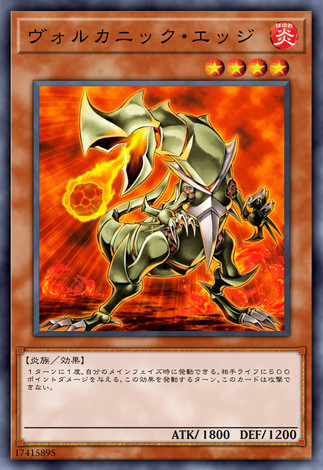 ヴォルカニック・エッジ
炎
【炎族／効果】
１ターンに１度、自分のメインフェイズ時に発動できる。相手ライフに５００
ポイントダメージを与える。この効果を発動するターン、このカードは攻撃で
きない。
ATK/ 1800 DEF/1200
17415895